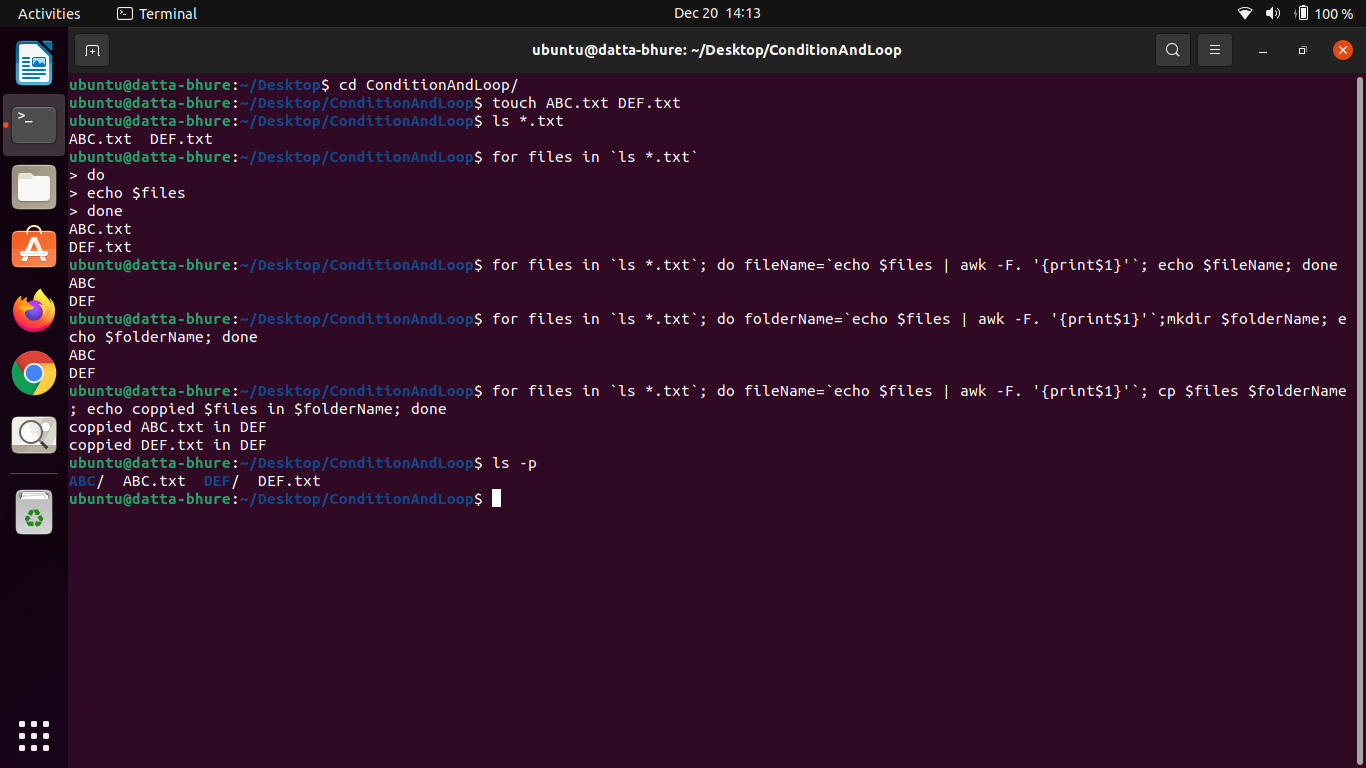 Activities Terminal Dec 20 14:13 100 %
ubuntu@datta-bhure: ~/Desktop/ConditionAndLoop
ubuntu@datta-bhure:~/Desktop$ cd ConditionAndLoop/
ubuntu@datta-bhure:~/Desktop/ConditionAndLoop$ touch ABC.txt DEF.txt
ubuntu@datta-bhure:~/Desktop/ConditionAndLoop$ ls *.txt
ABC.txt  DEF.txt
ubuntu@datta-bhure:~/Desktop/ConditionAndLoop$ for files in `ls *.txt`
> do
> echo $files
> done
ABC.txt
DEF.txt
ubuntu@datta-bhure:~/Desktop/ConditionAndLoop$ for files in `ls *.txt`; do fileName=`echo $files | awk -F. '{print$1}'`; echo $fileName; done
ABC
DEF
ubuntu@datta-bhure:~/Desktop/ConditionAndLoop$ for files in `ls *.txt`; do folderName=`echo $files | awk -F. '{print$1}'`;mkdir $folderName; e
cho $folderName; done
ABC
DEF
ubuntu@datta-bhure:~/Desktop/ConditionAndLoop$ for files in `ls *.txt`; do fileName=`echo $files | awk -F. '{print$1}'`; cp $files $folderName
; echo coppied $files in $folderName; done
coppied ABC.txt in DEF
coppied DEF.txt in DEF
ubuntu@datta-bhure:~/Desktop/ConditionAndLoop$ ls -p
ABC/  ABC.txt  DEF/  DEF.txt
ubuntu@datta-bhure:~/Desktop/ConditionAndLoop$